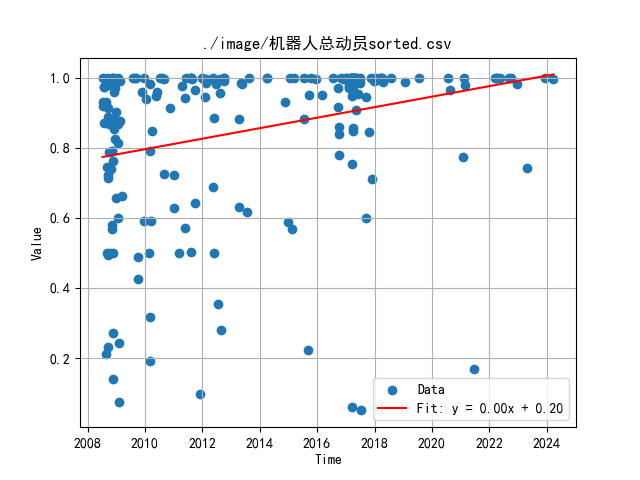 ./image/机器人总动员sorted.csv
Value
1.0
0.8
0.6
0.4
0.2
Data
Fit: y = 0.00x + 0.20
2008 2010 2012 2014 2016 2018 2020 2022 2024
Time